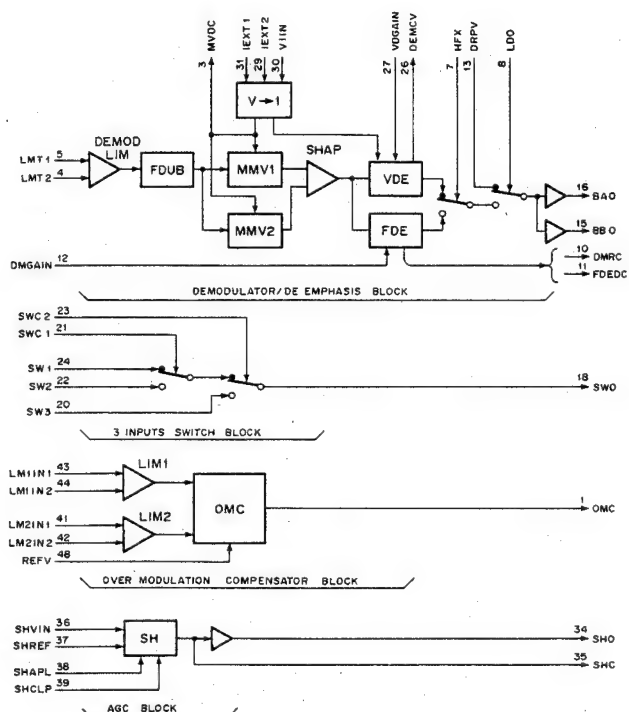 3 MVDC
31 IEXT1
29 IEXT2
30 VIIN
27 VDGAIN
26 DEMCV
7 HFX
13 DRPV
8 LDO
V → 1
DEMOD
LIM
SHAP
LMT1 5
LMT2 4
FDUB
MMV1
MMV2
VDE
FDE
16 BAO
15 BBO
10 DMRC
11 FDEDC
DMGAIN 12
DEMODULATOR/DE EMPHASIS BLOCK
SWC2 23
SWC1 21
SW1 24
SW2 22
SW3 20
18 SWO
3 INPUTS SWITCH BLOCK
LM1IN1 43
LM1IN2 44
LIM1
LM2IN1 41
LM2IN2 42
LIM2
REFV 48
OMC
1 OMC
OVER MODULATION COMPENSATOR BLOCK
SHVIN 36
SHREF 37
SHAPL 38
SHCLP 39
SH
34 SHO
35 SHC
AGC BLOCK